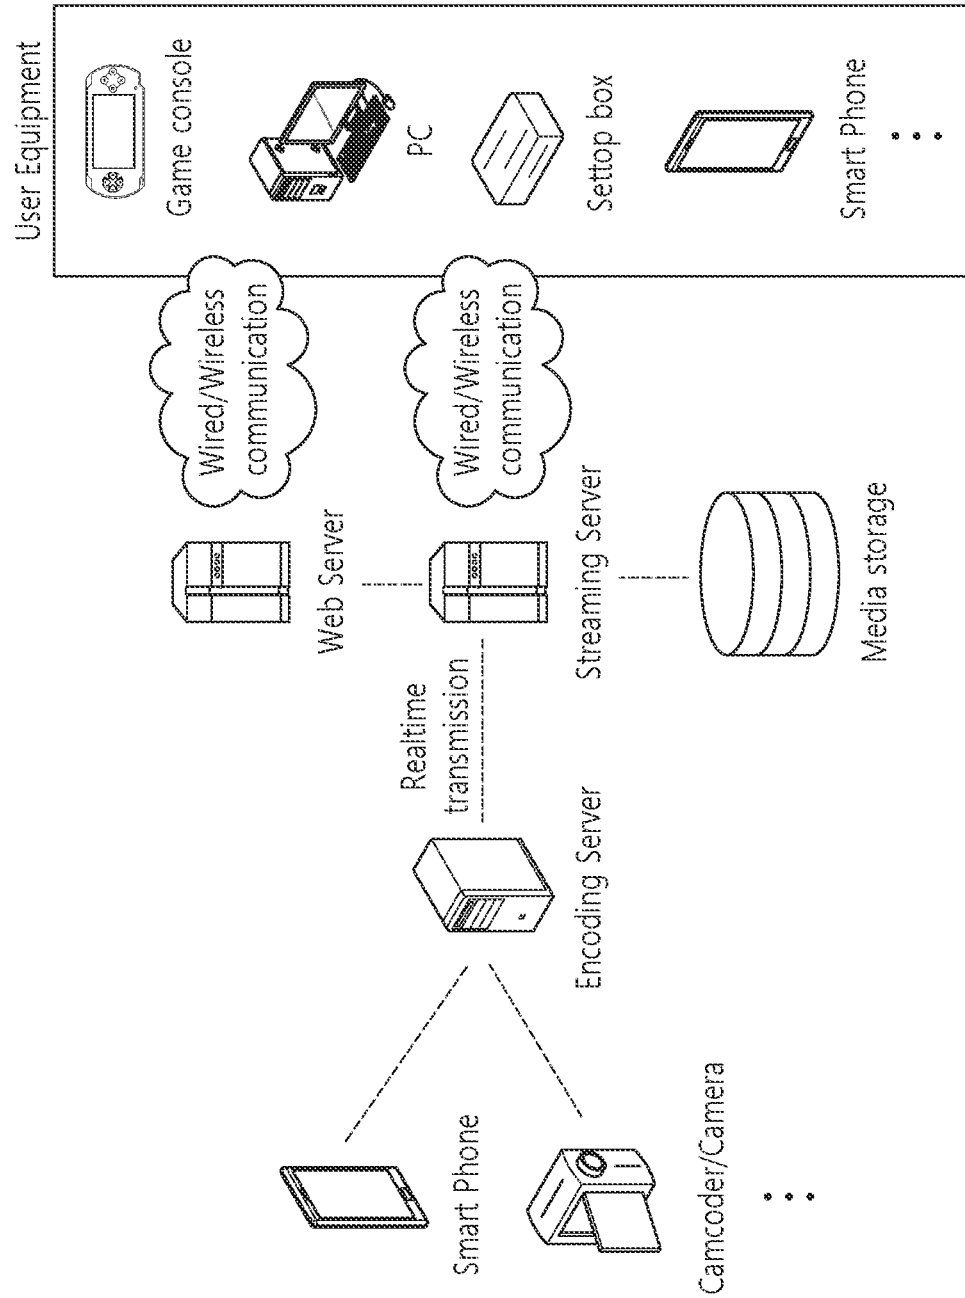 User Equipment
Game console
PC
Settop box
Smart Phone
Wired/Wireless
communication
Wired/Wireless
communication
Web Server
Streaming Server
Media storage
Realtime
transmission
Encoding Server
Smart Phone
Camcoder/Camera